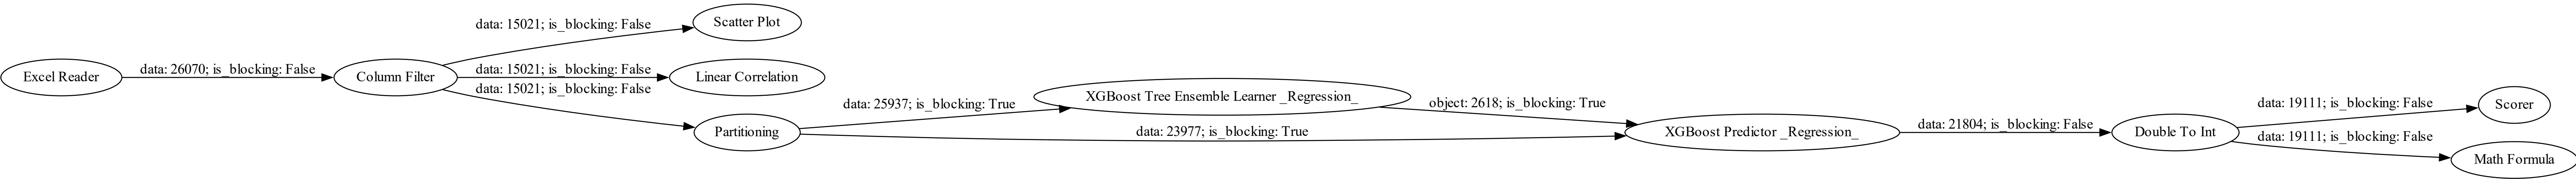 Excel Reader
data: 26070; is_blocking: False
Column Filter
data: 15021; is_blocking: False
Scatter Plot
data: 15021; is_blocking: False
Linear Correlation
data: 15021; is_blocking: False
Partitioning
data: 25937; is_blocking: True
XGBoost Tree Ensemble Learner _Regression_
object: 2618; is_blocking: True
data: 23977; is_blocking: True
XGBoost Predictor _Regression_
data: 21804; is_blocking: False
Double To Int
data: 19111; is_blocking: False
Scorer
data: 19111; is_blocking: False
Math Formula